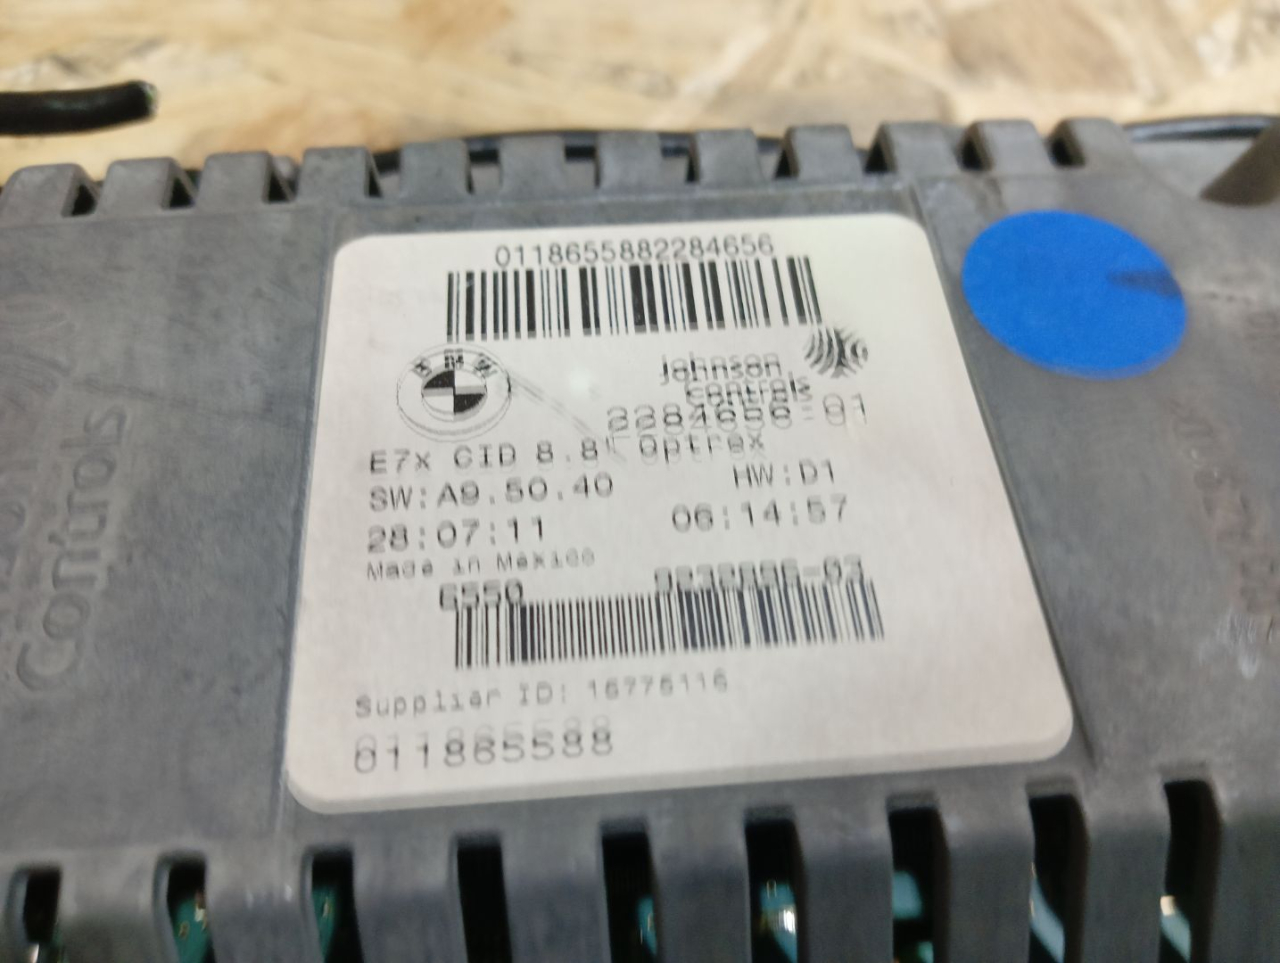 0118655882284656
BMW
Johnson
Controls
2284656-01
E7x CID 8.8" Optrex
SW:A9.50.40 HW:D1
28:07:11 06:14:57
Made in Mexico
6550
Supplier ID: 16775116
011865588
Controls